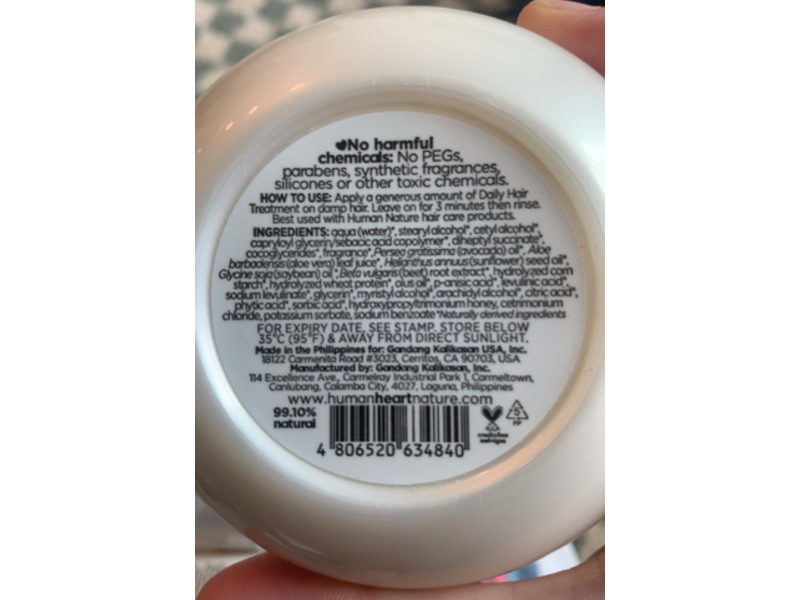 No harmful
chemicals: No PEGs,
parabens, synthetic fragrances,
silicones or other toxic chemicals.
HOW TO USE: Apply a generous amount of Daily Hair
Treatment on damp hair. Leave on for 3 minutes then rinse.
Best used with Human Nature hair care products.
INGREDIENTS: aqua (water)*, stearyl alcohol*, cetyl alcohol*,
capryloyl glycerin/sebacic acid copolymer*, diheptyl succinate*,
cocoglycerides*, fragrance*, Persea gratissima (avocado) oil*, Aloe
barbadensis (aloe vera) leaf juice*, Helianthus annuus (sunflower) seed oil*,
Glycine soja (soybean) oil*, Beta vulgaris (beet) root extract*, hydrolyzed corn
starch*, hydrolyzed wheat protein*, olus oil*, p-anisic acid*, levulinic acid*,
sodium levulinate*, glycerin*, myristyl alcohol*, arachidyl alcohol*, citric acid*,
phytic acid*, sorbic acid*, hydroxypropyltrimonium honey, cetrimonium
chloride, potassium sorbate, sodium benzoate *Naturally derived ingredients
FOR EXPIRY DATE, SEE STAMP. STORE BELOW
35°C (95°F) & AWAY FROM DIRECT SUNLIGHT.
Made in the Philippines for: Gandang Kalikasan USA, Inc.
18122 Carmenita Road #3023, Cerritos, CA 90703, USA
Manufactured by: Gandang Kalikasan, Inc.
114 Excellence Ave., Carmelray Industrial Park 1, Carmeltown,
Canlubang, Calamba City, 4027, Laguna, Philippines
www.humanheartnature.com
99.10%
natural
4 806520 634840
crueltyfree
5
PP